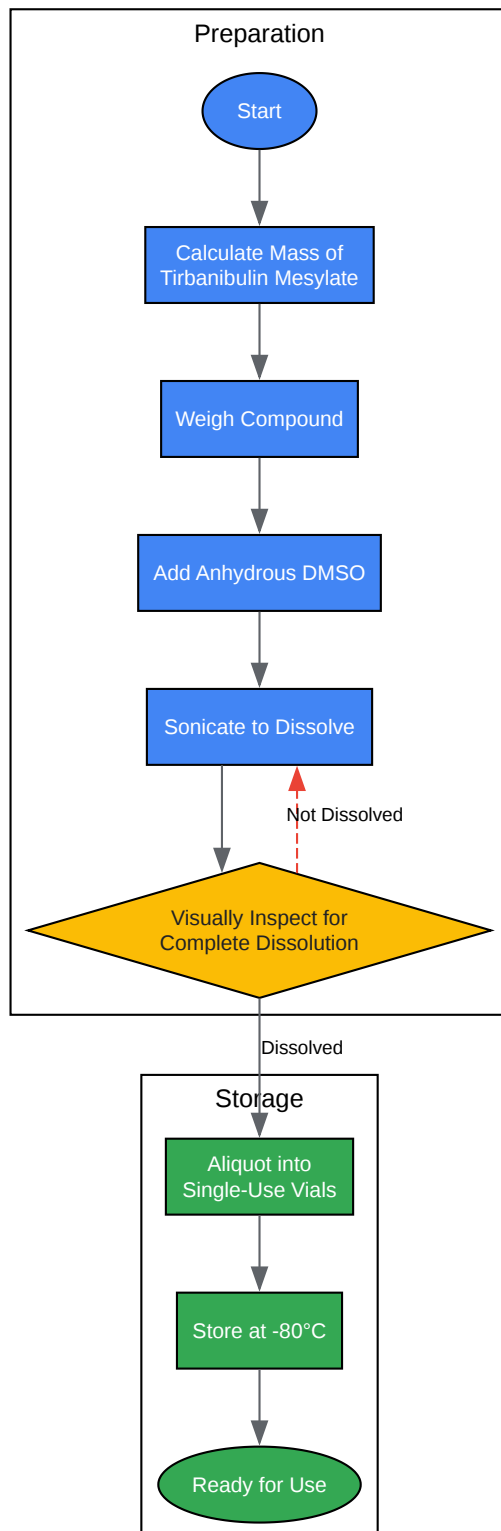 Preparation
Start
Calculate Mass of
Tirbanibulin Mesylate
Weigh Compound
Add Anhydrous DMSO
Sonicate to Dissolve
Not Dissolved
Visually Inspect for
Complete Dissolution
Dissolved
Storage
Aliquot into
Single-Use Vials
Store at -80°C
Ready for Use